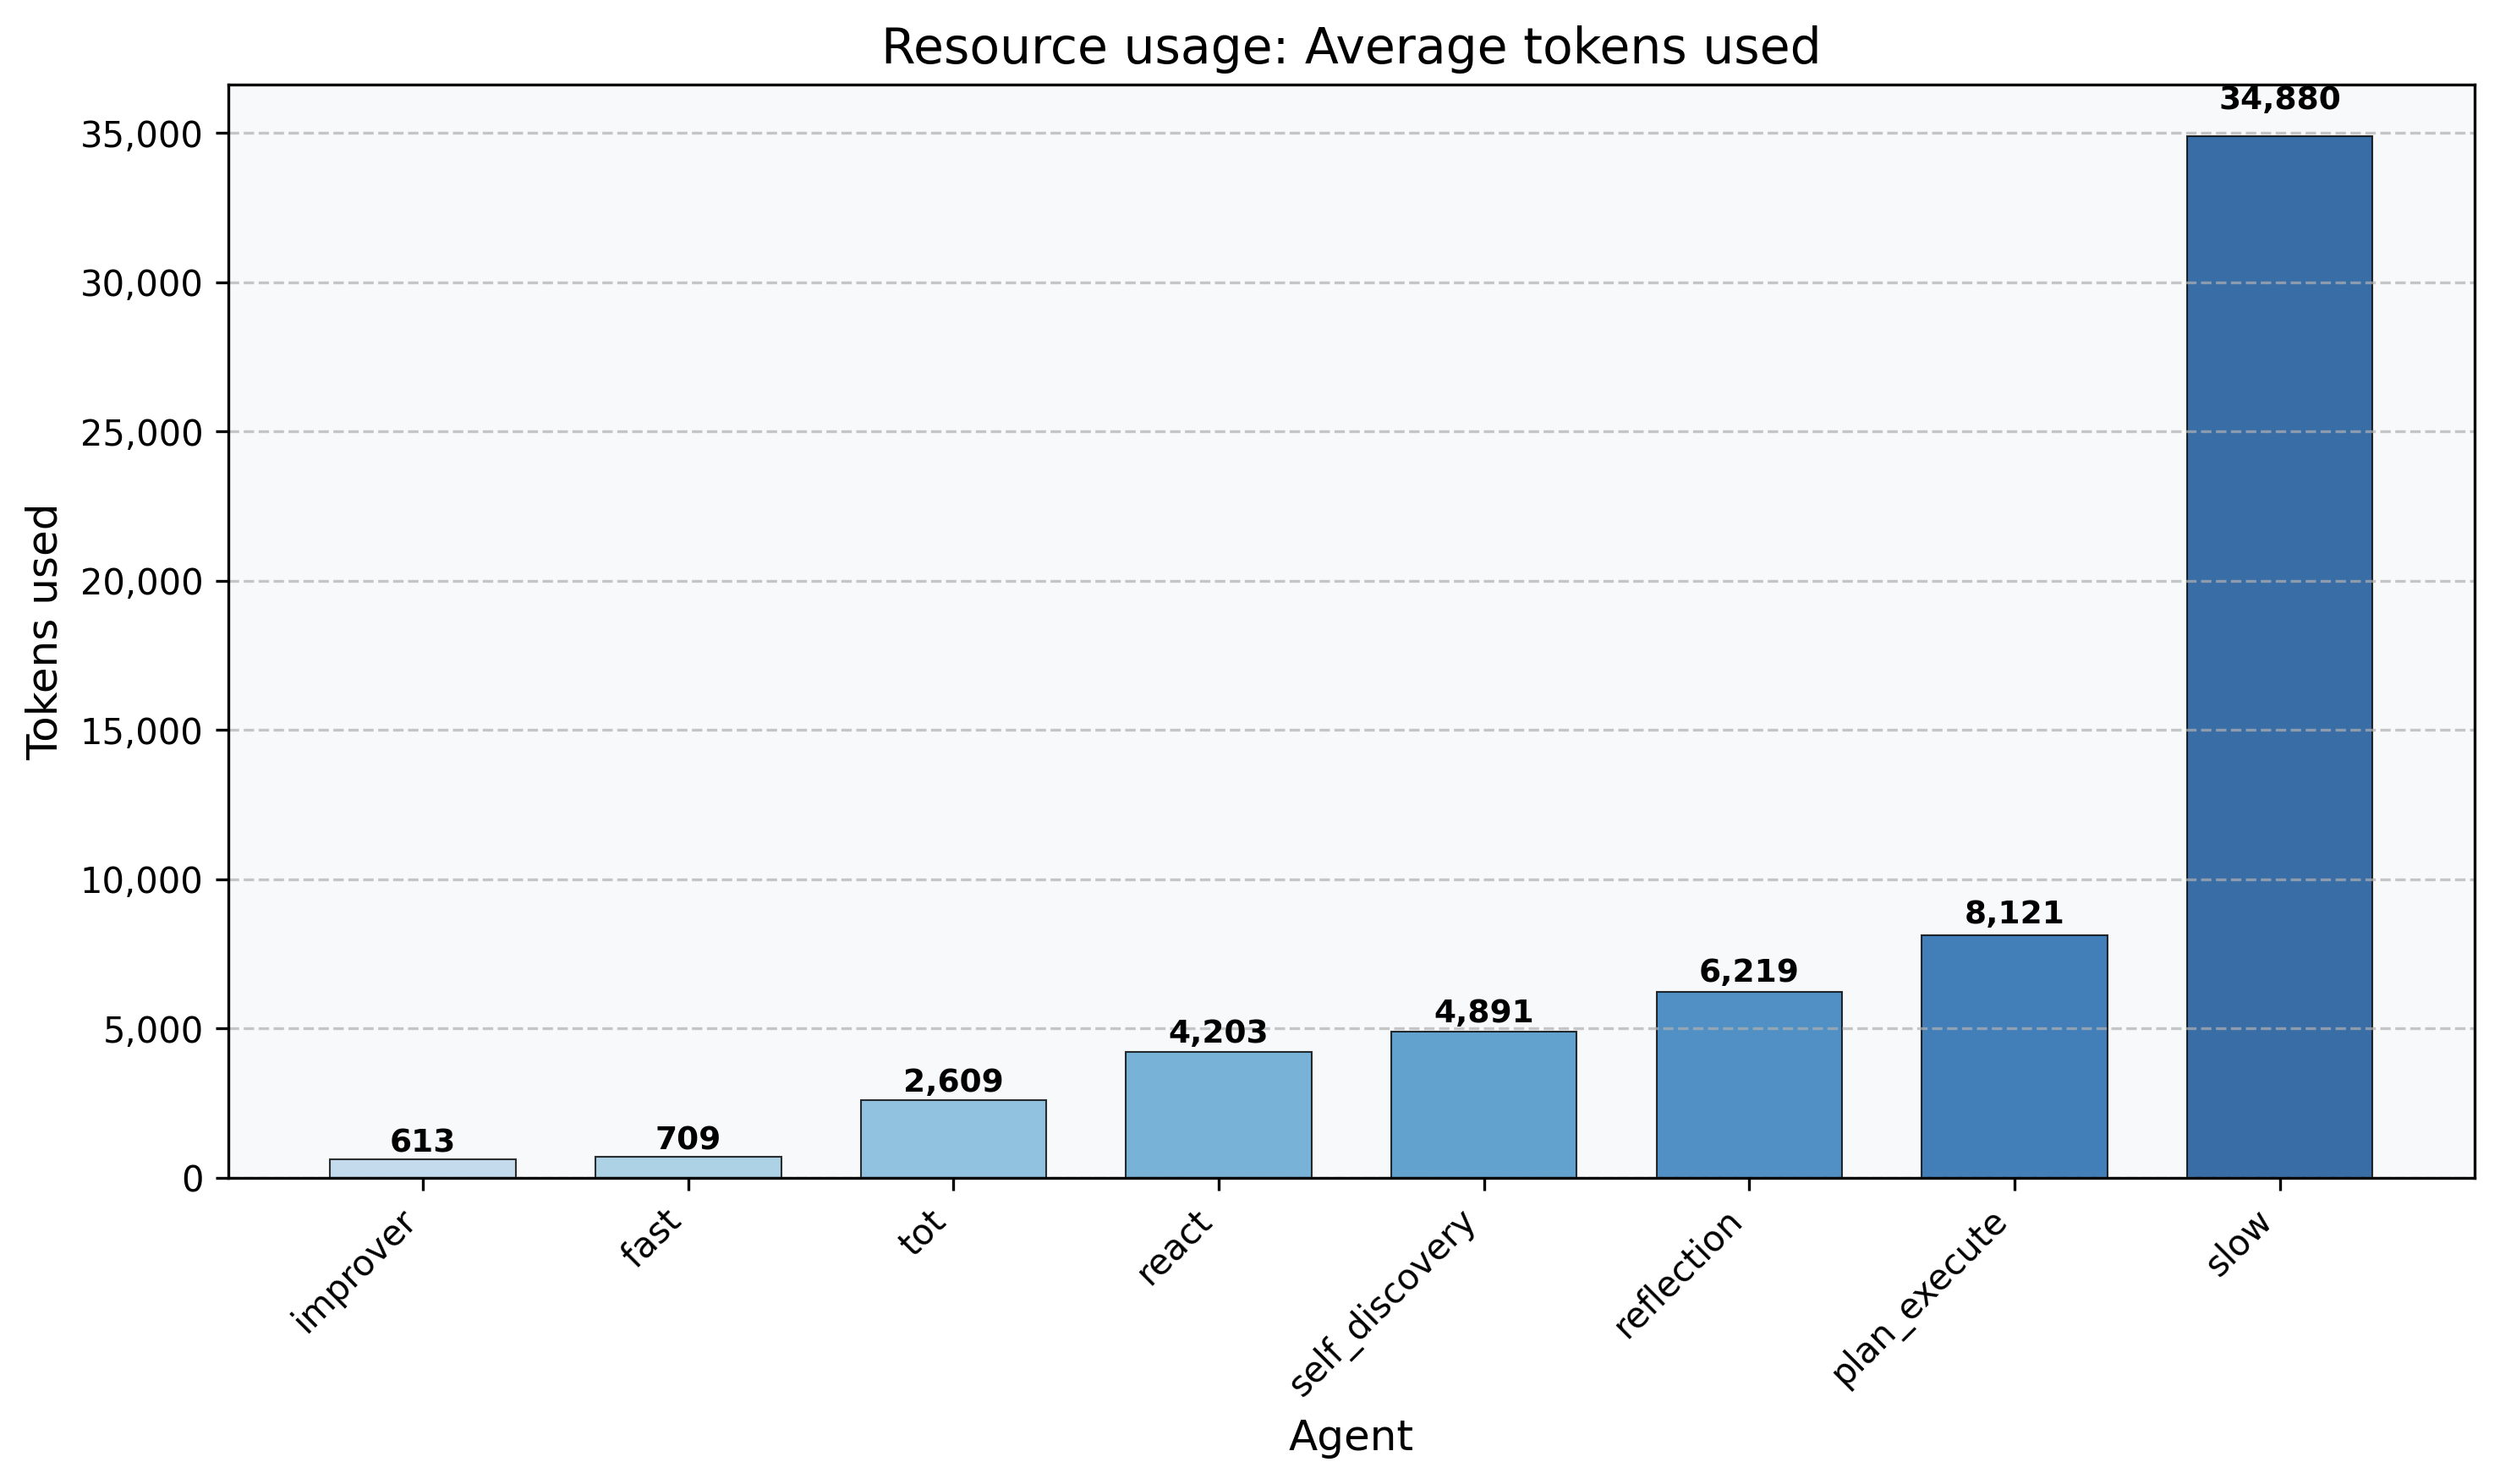 Resource usage: Average tokens used
Tokens used
35,000
30,000
25,000
20,000
15,000
10,000
5,000
0
613
709
2,609
4,203
4,891
6,219
8,121
34,880
improver
fast
tot
react
self_discovery
reflection
plan_execute
slow
Agent